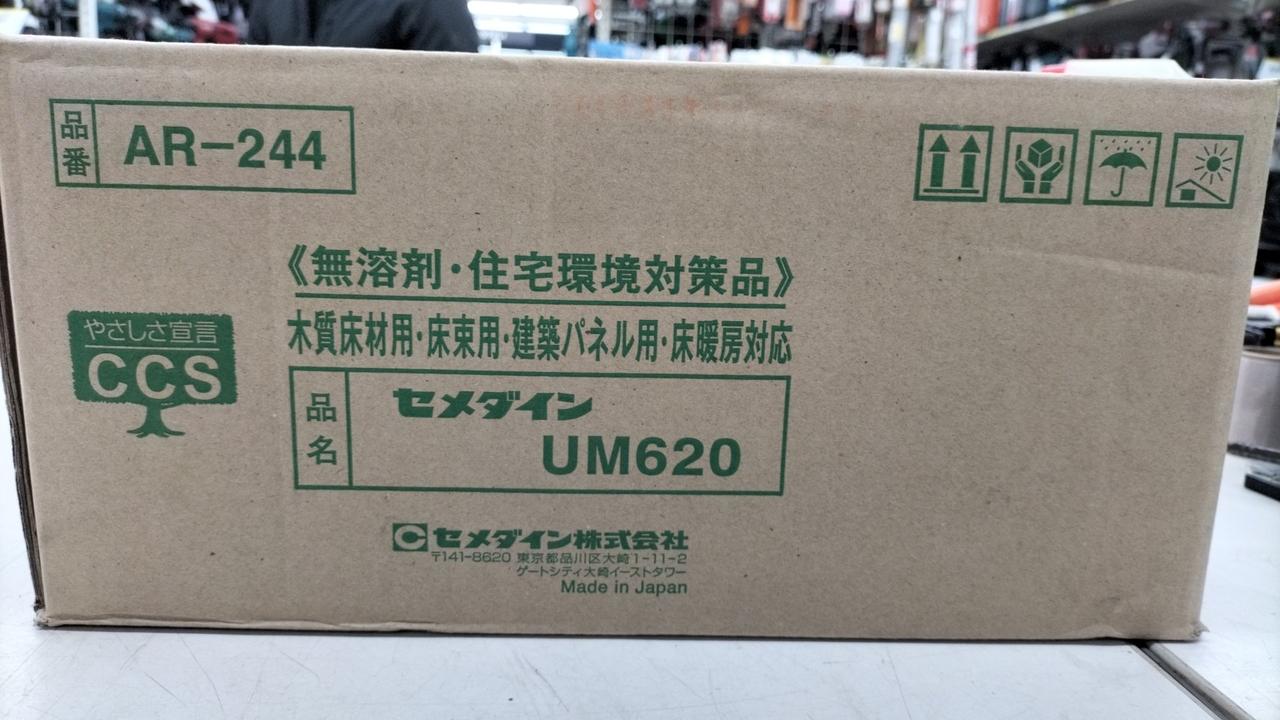 品番 AR-244
《無溶剤・住宅環境対策品》
木質床材用・床束用・建築パネル用・床暖房対応
やさしさ宣言
CCS
品名 セメダイン
UM620
セメダイン株式会社
〒141-8620 東京都品川区大崎1-11-2
ゲートシティ大崎イーストタワー
Made in Japan